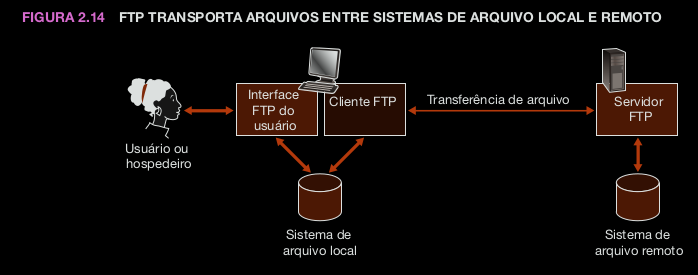 FIGURA 2.14 FTP TRANSPORTA ARQUIVOS ENTRE SISTEMAS DE ARQUIVO LOCAL E REMOTO
Usuário ou
hospedeiro
Interface
FTP do
usuário
Cliente FTP
Transferência de arquivo
Servidor
FTP
Sistema de
arquivo local
Sistema de
arquivo remoto